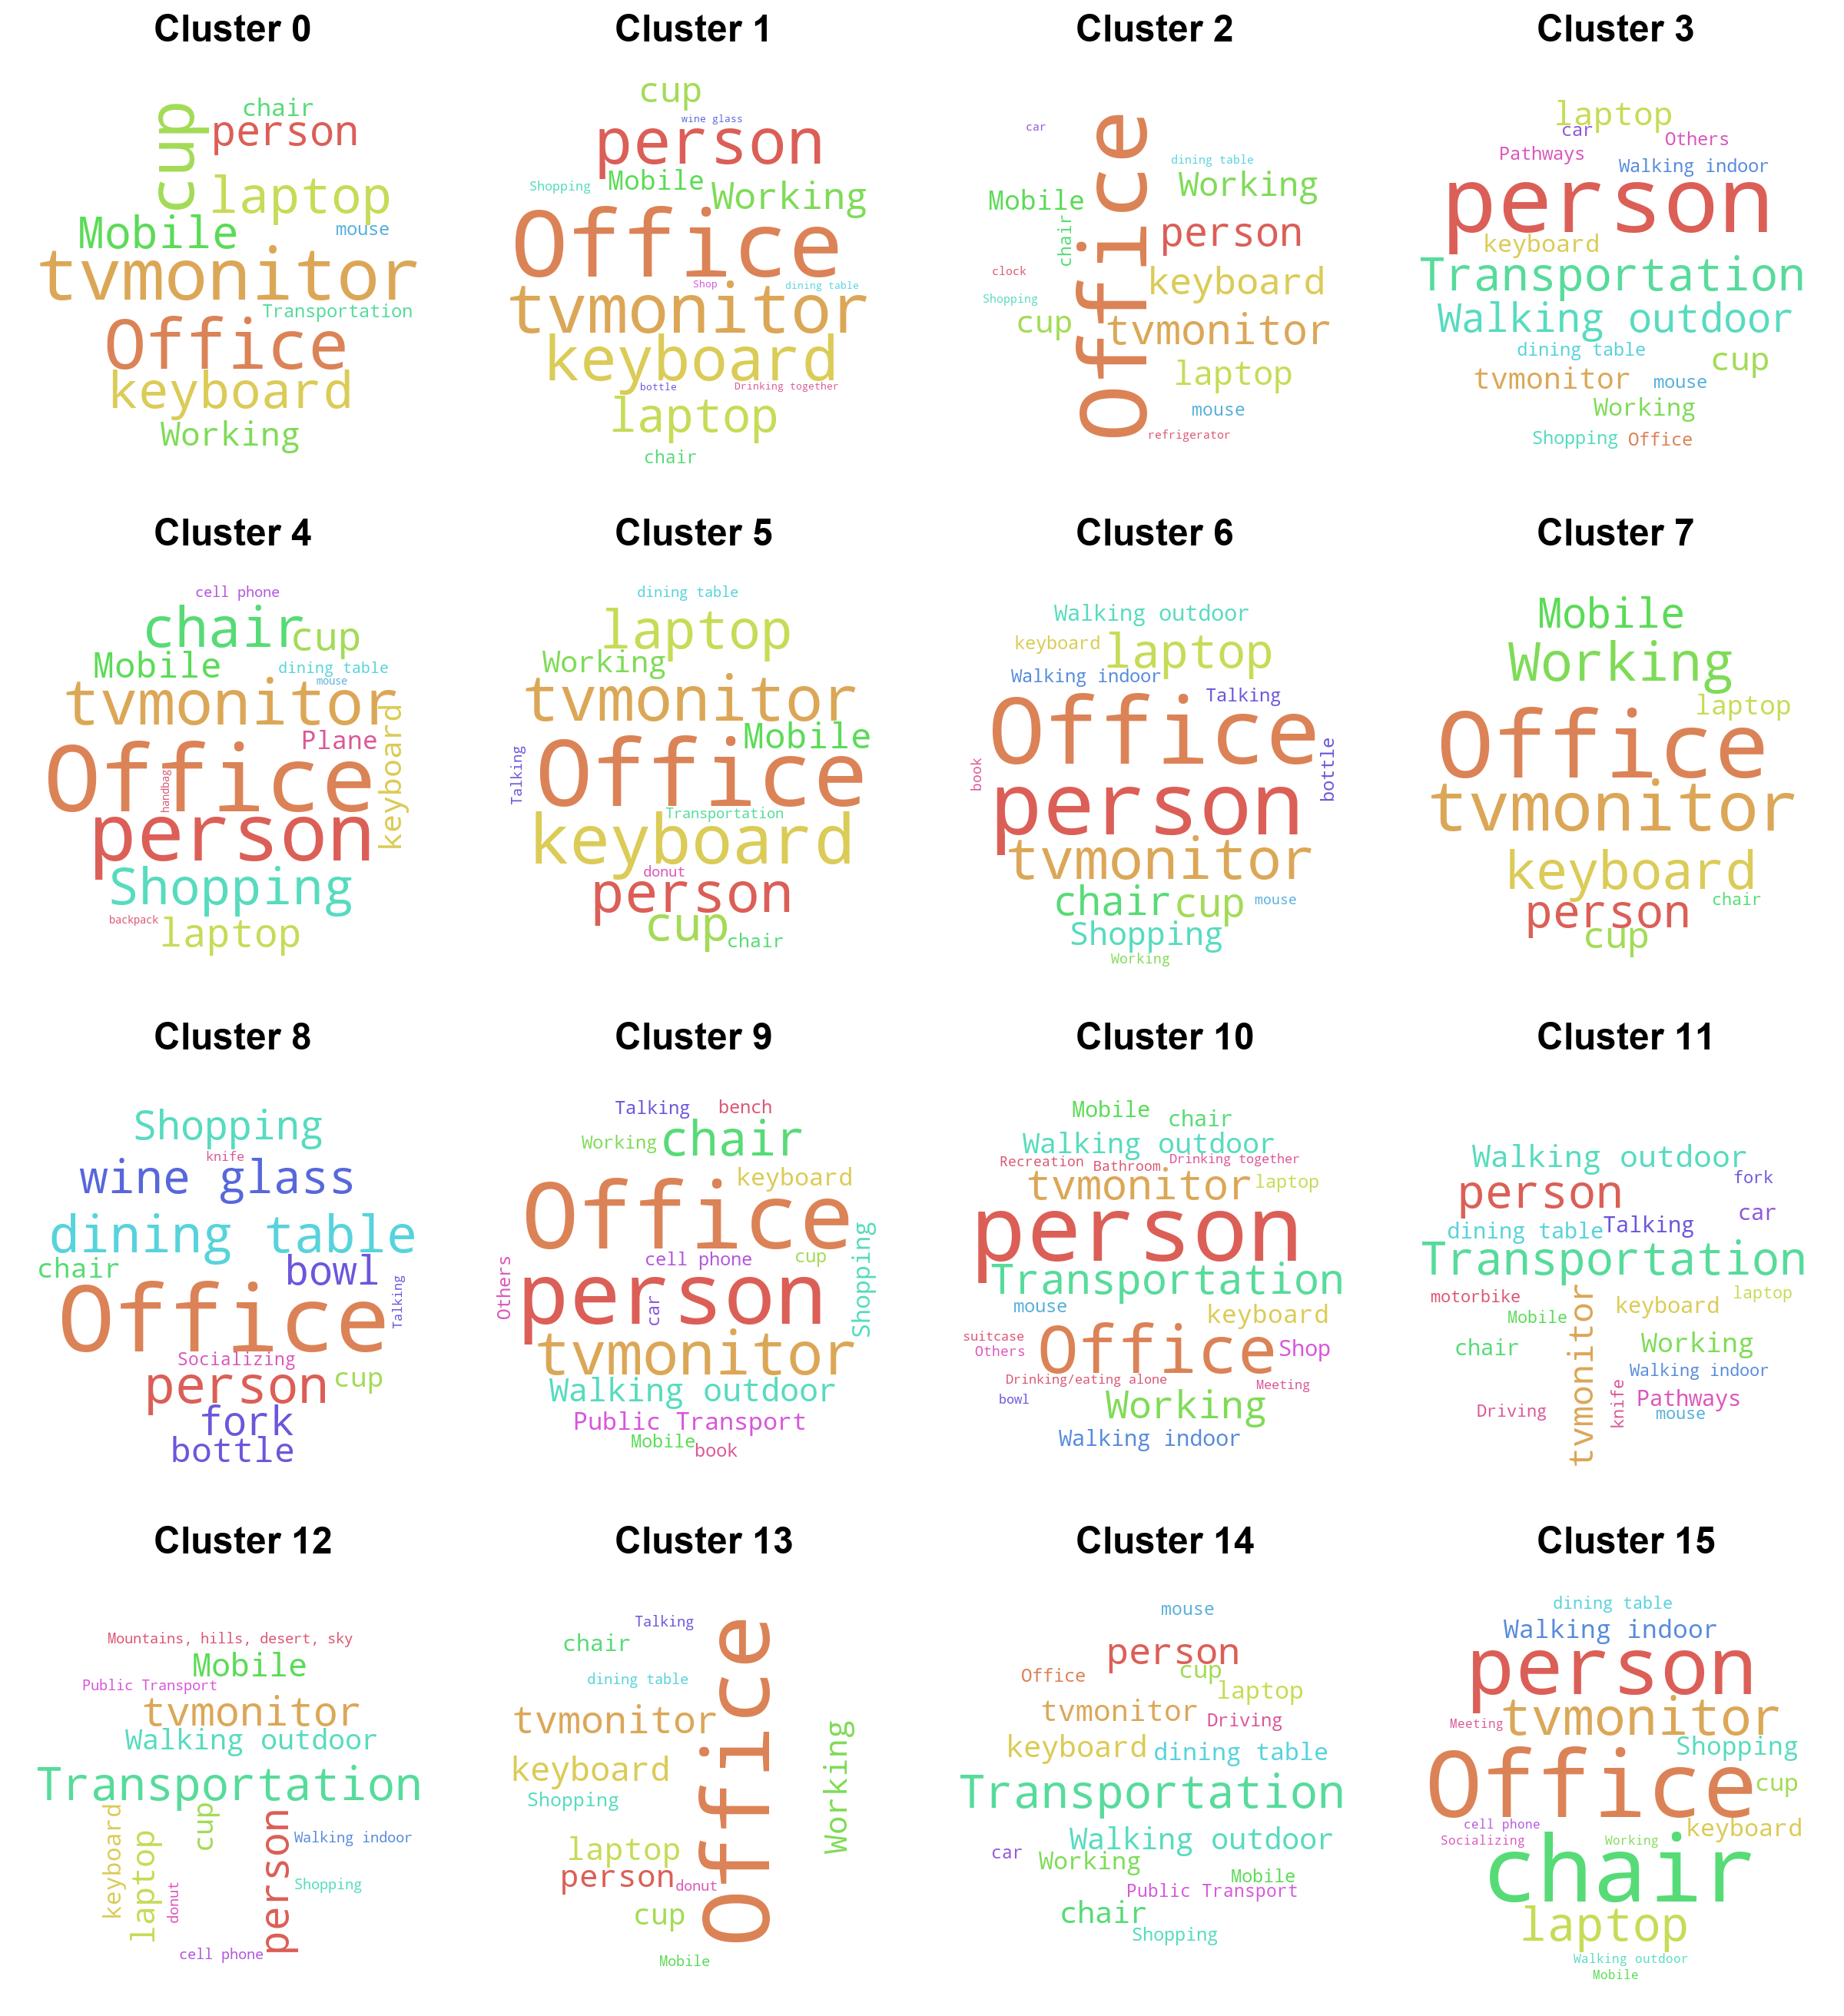 Cluster 0
cup
chair
person
laptop
Mobile
mouse
tvmonitor
Transportation
Office
keyboard
Working
Cluster 1
cup
wine glass
person
Shopping
Mobile
Working
Office
Shop
dining table
tvmonitor
keyboard
bottle
Drinking together
laptop
chair
Cluster 2
car
Office
dining table
Working
Mobile
chair
person
clock
keyboard
Shopping
cup
tvmonitor
laptop
mouse
refrigerator
Cluster 3
laptop
car
Others
Pathways
Walking indoor
person
keyboard
Transportation
Walking outdoor
dining table
cup
tvmonitor
mouse
Working
Shopping
Office
Cluster 4
cell phone
chair
cup
Mobile
dining table
mouse
tvmonitor
keyboard
Plane
Office
handbag
person
Shopping
backpack
laptop
Cluster 5
dining table
laptop
Working
tvmonitor
Mobile
Talking
Office
Transportation
keyboard
donut
person
cup
chair
Cluster 6
Walking outdoor
keyboard
laptop
Walking indoor
Talking
Office
book
bottle
person
tvmonitor
chair
cup
mouse
Shopping
Working
Cluster 7
Mobile
Working
laptop
Office
tvmonitor
keyboard
chair
person
cup
Cluster 8
Shopping
knife
wine glass
dining table
chair
bowl
Talking
Office
Socializing
person
cup
fork
bottle
Cluster 9
Talking
bench
Working
chair
keyboard
Office
Shopping
cell phone
cup
Others
car
person
tvmonitor
Walking outdoor
Public Transport
Mobile
book
Cluster 10
Mobile
chair
Walking outdoor
Recreation
Bathroom
Drinking together
tvmonitor
laptop
person
Transportation
mouse
keyboard
suitcase
Others
Office
Shop
Drinking/eating alone
Meeting
bowl
Working
Walking indoor
Cluster 11
Walking outdoor
fork
person
car
dining table
Talking
Transportation
motorbike
laptop
keyboard
Mobile
tvmonitor
chair
Working
Walking indoor
Driving
knife
Pathways
mouse
Cluster 12
Mountains, hills, desert, sky
Mobile
Public Transport
tvmonitor
Walking outdoor
Transportation
keyboard
cup
person
laptop
Walking indoor
donut
Shopping
cell phone
Cluster 13
Talking
chair
Office
dining table
tvmonitor
Working
keyboard
Shopping
laptop
person
donut
cup
Mobile
Cluster 14
mouse
person
Office
cup
laptop
tvmonitor
Driving
keyboard
dining table
Transportation
Walking outdoor
car
Working
Mobile
Public Transport
chair
Shopping
Cluster 15
dining table
Walking indoor
person
Meeting
tvmonitor
Shopping
Office
cup
cell phone
Socializing
Working
keyboard
chair
laptop
Walking outdoor
Mobile